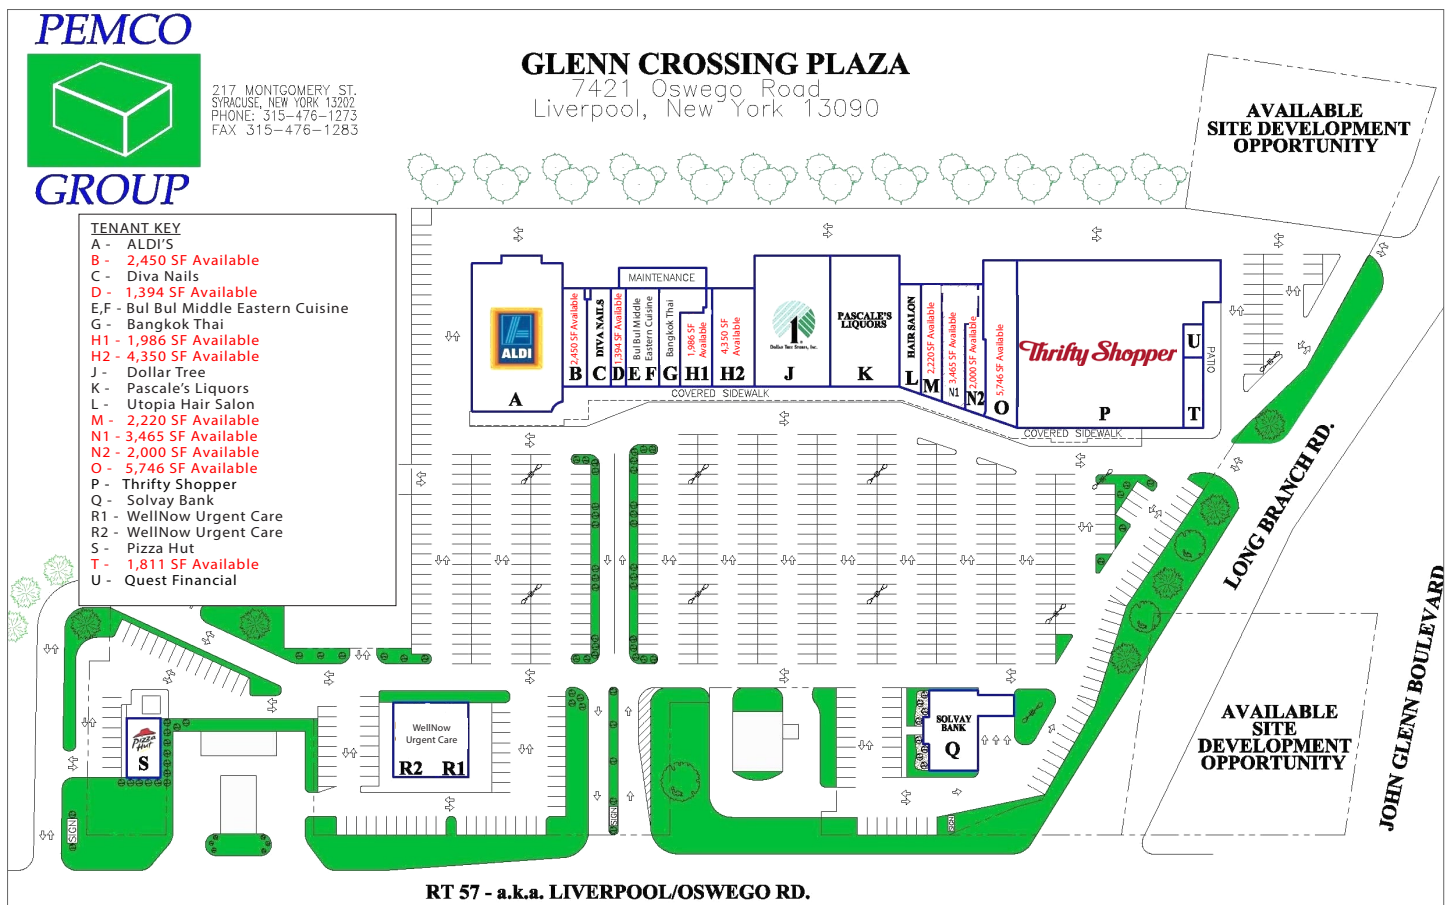 PEMCO
GROUP
217 MONTGOMERY ST.
SYRACUSE, NEW YORK 13202
PHONE: 315-476-1273
FAX 315-476-1283
GLENN CROSSING PLAZA
7421 Oswego Road
Liverpool, New York 13090
AVAILABLE
SITE DEVELOPMENT
OPPORTUNITY
TENANT KEY
A - ALDI'S
B - 2,450 SF Available
C - Diva Nails
D - 1,394 SF Available
E,F - Bul Bul Middle Eastern Cuisine
G - Bangkok Thai
H1 - 1,986 SF Available
H2 - 4,350 SF Available
J - Dollar Tree
K - Pascale's Liquors
L - Utopia Hair Salon
M - 2,220 SF Available
N1 - 3,465 SF Available
N2 - 2,000 SF Available
O - 5,746 SF Available
P - Thrifty Shopper
Q - Solvay Bank
R1 - WellNow Urgent Care
R2 - WellNow Urgent Care
S - Pizza Hut
T - 1,811 SF Available
U - Quest Financial
MAINTENANCE
ALDI
A
2,450 SF Available
B
DIVA NAILS
C
1,394 SF Available
D
Bul Bul Middle
Eastern Cuisine
E F
Bangkok Thai
G
1,986 SF
Available
H1
4,350 SF
Available
H2
1
Dollar Tree Stores, Inc.
J
PASCALE'S
LIQUORS
K
HAIR SALON
L
2,220 SF Available
M
3,465 SF Available
N1
2,000 SF Available
N2
5,746 SF Available
O
Thrifty Shopper
P
U
T
PATIO
COVERED SIDEWALK
COVERED SIDEWALK
LONG BRANCH RD.
JOHN GLENN BOULEVARD
Pizza
Hut
S
WellNow
Urgent Care
R2 R1
SOLVAY
BANK
Q
AVAILABLE
SITE
DEVELOPMENT
OPPORTUNITY
SIGN
SIGN
SIGN
RT 57 - a.k.a. LIVERPOOL/OSWEGO RD.